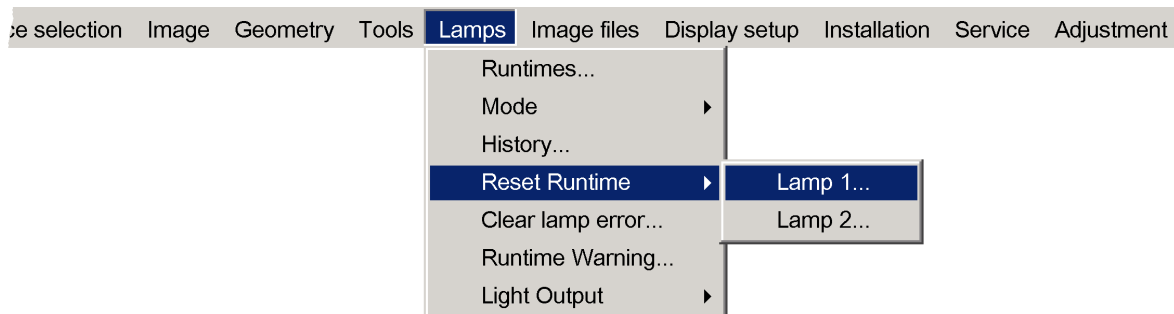 ce selection Image Geometry Tools Lamps Image files Display setup Installation Service Adjustment
Runtimes...
Mode
History...
Reset Runtime Lamp 1...
Clear lamp error... Lamp 2...
Runtime Warning...
Light Output